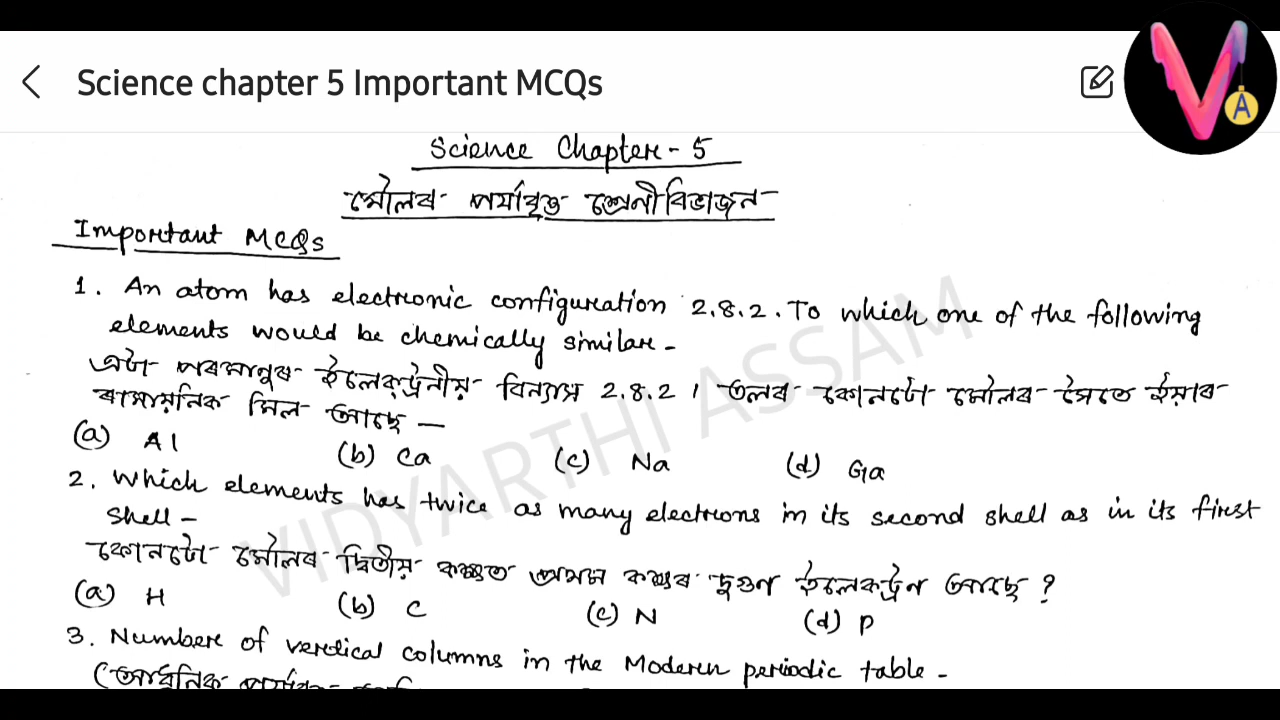 Science chapter 5 Important MCQs
V
A
Science Chapter - 5
মৌলৰ পৰ্যাবৃত্ত শ্ৰেনীবিভাজন
Important MCQs
1. An atom has electronic configuration 2.8.2. To which one of the following
elements would be chemically similar -
এটা পৰমাণুৰ ইলেকট্ৰনীয় বিন্যাস 2.8.2। তলৰ কোনটো মৌলৰ সৈতে ইয়াৰ
ৰাসায়নিক মিল আছে —
(a) Al (b) Ca (c) Na (d) Ga
2. Which elements has twice as many electrons in its second shell as in its first
shell -
কোনটো মৌলৰ দ্বিতীয় কক্ষত প্ৰথম কক্ষৰ দুগুণ ইলেকট্ৰন আছে ?
(a) H (b) C (c) N (d) P
3. Number of vertical columns in the Modern periodic table -
(আধুনিক
VIDYARTHI ASSAM